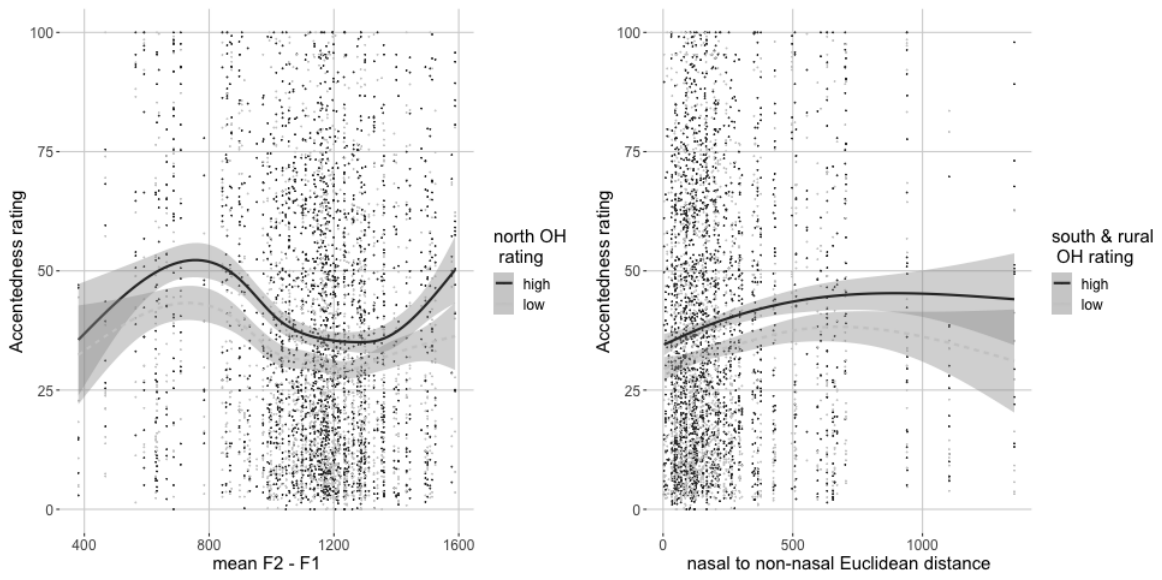 100
75
50
25
0
Accentedness rating
400
800
1200
1600
mean F2 - F1
north OH
rating
high
low
100
75
50
25
0
Accentedness rating
0
500
1000
nasal to non-nasal Euclidean distance
south & rural
OH rating
high
low